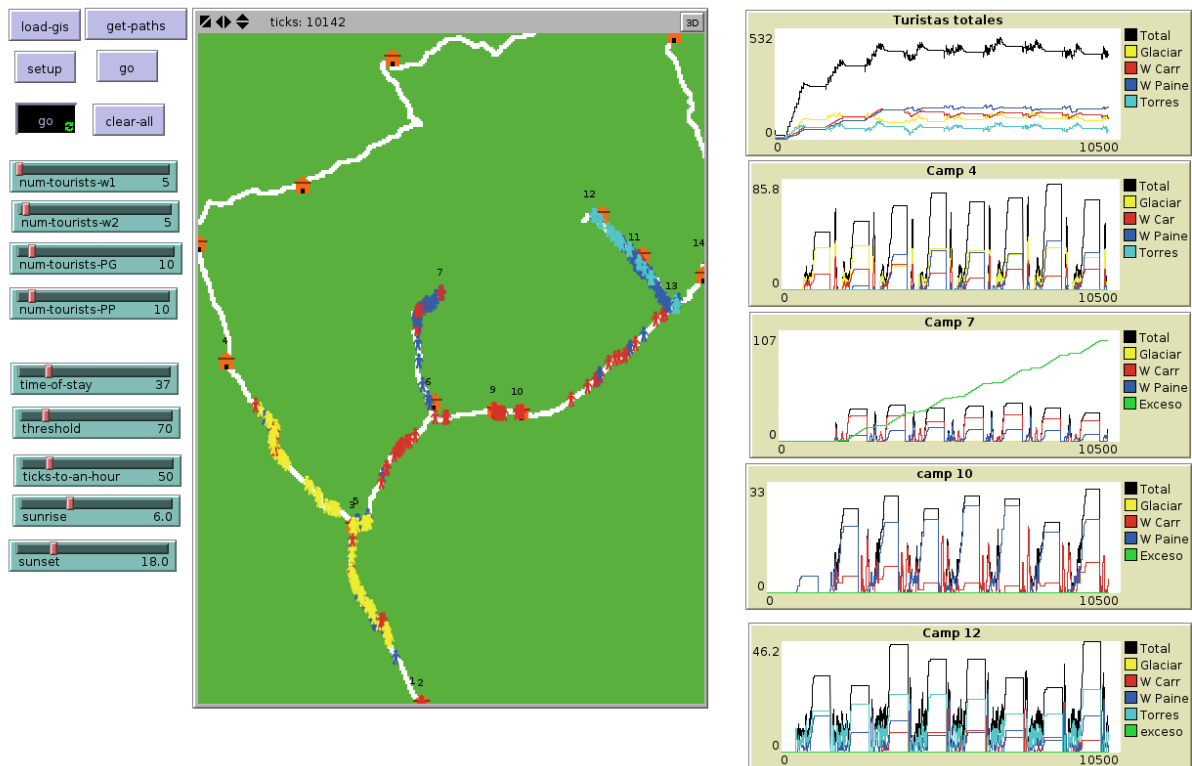 load-gis
get-paths
setup
go
go
clear-all
num-tourists-w1 5
num-tourists-w2 5
num-tourists-PG 10
num-tourists-PP 10
time-of-stay 37
threshold 70
ticks-to-an-hour 50
sunrise 6.0
sunset 18.0
ticks: 10142
3D
12
11
14
7
13
4
6
9
10
5
1 2
Turistas totales
532
0
0
10500
Total
Glaciar
W Carr
W Paine
Torres
Camp 4
85.8
0
0
10500
Total
Glaciar
W Car
W Paine
Torres
Camp 7
107
0
0
10500
Total
Glaciar
W Carr
W Paine
Exceso
camp 10
33
0
0
10500
Total
Glaciar
W Carr
W Paine
Exceso
Camp 12
46.2
0
0
10500
Total
Glaciar
W Carr
W Paine
Torres
exceso